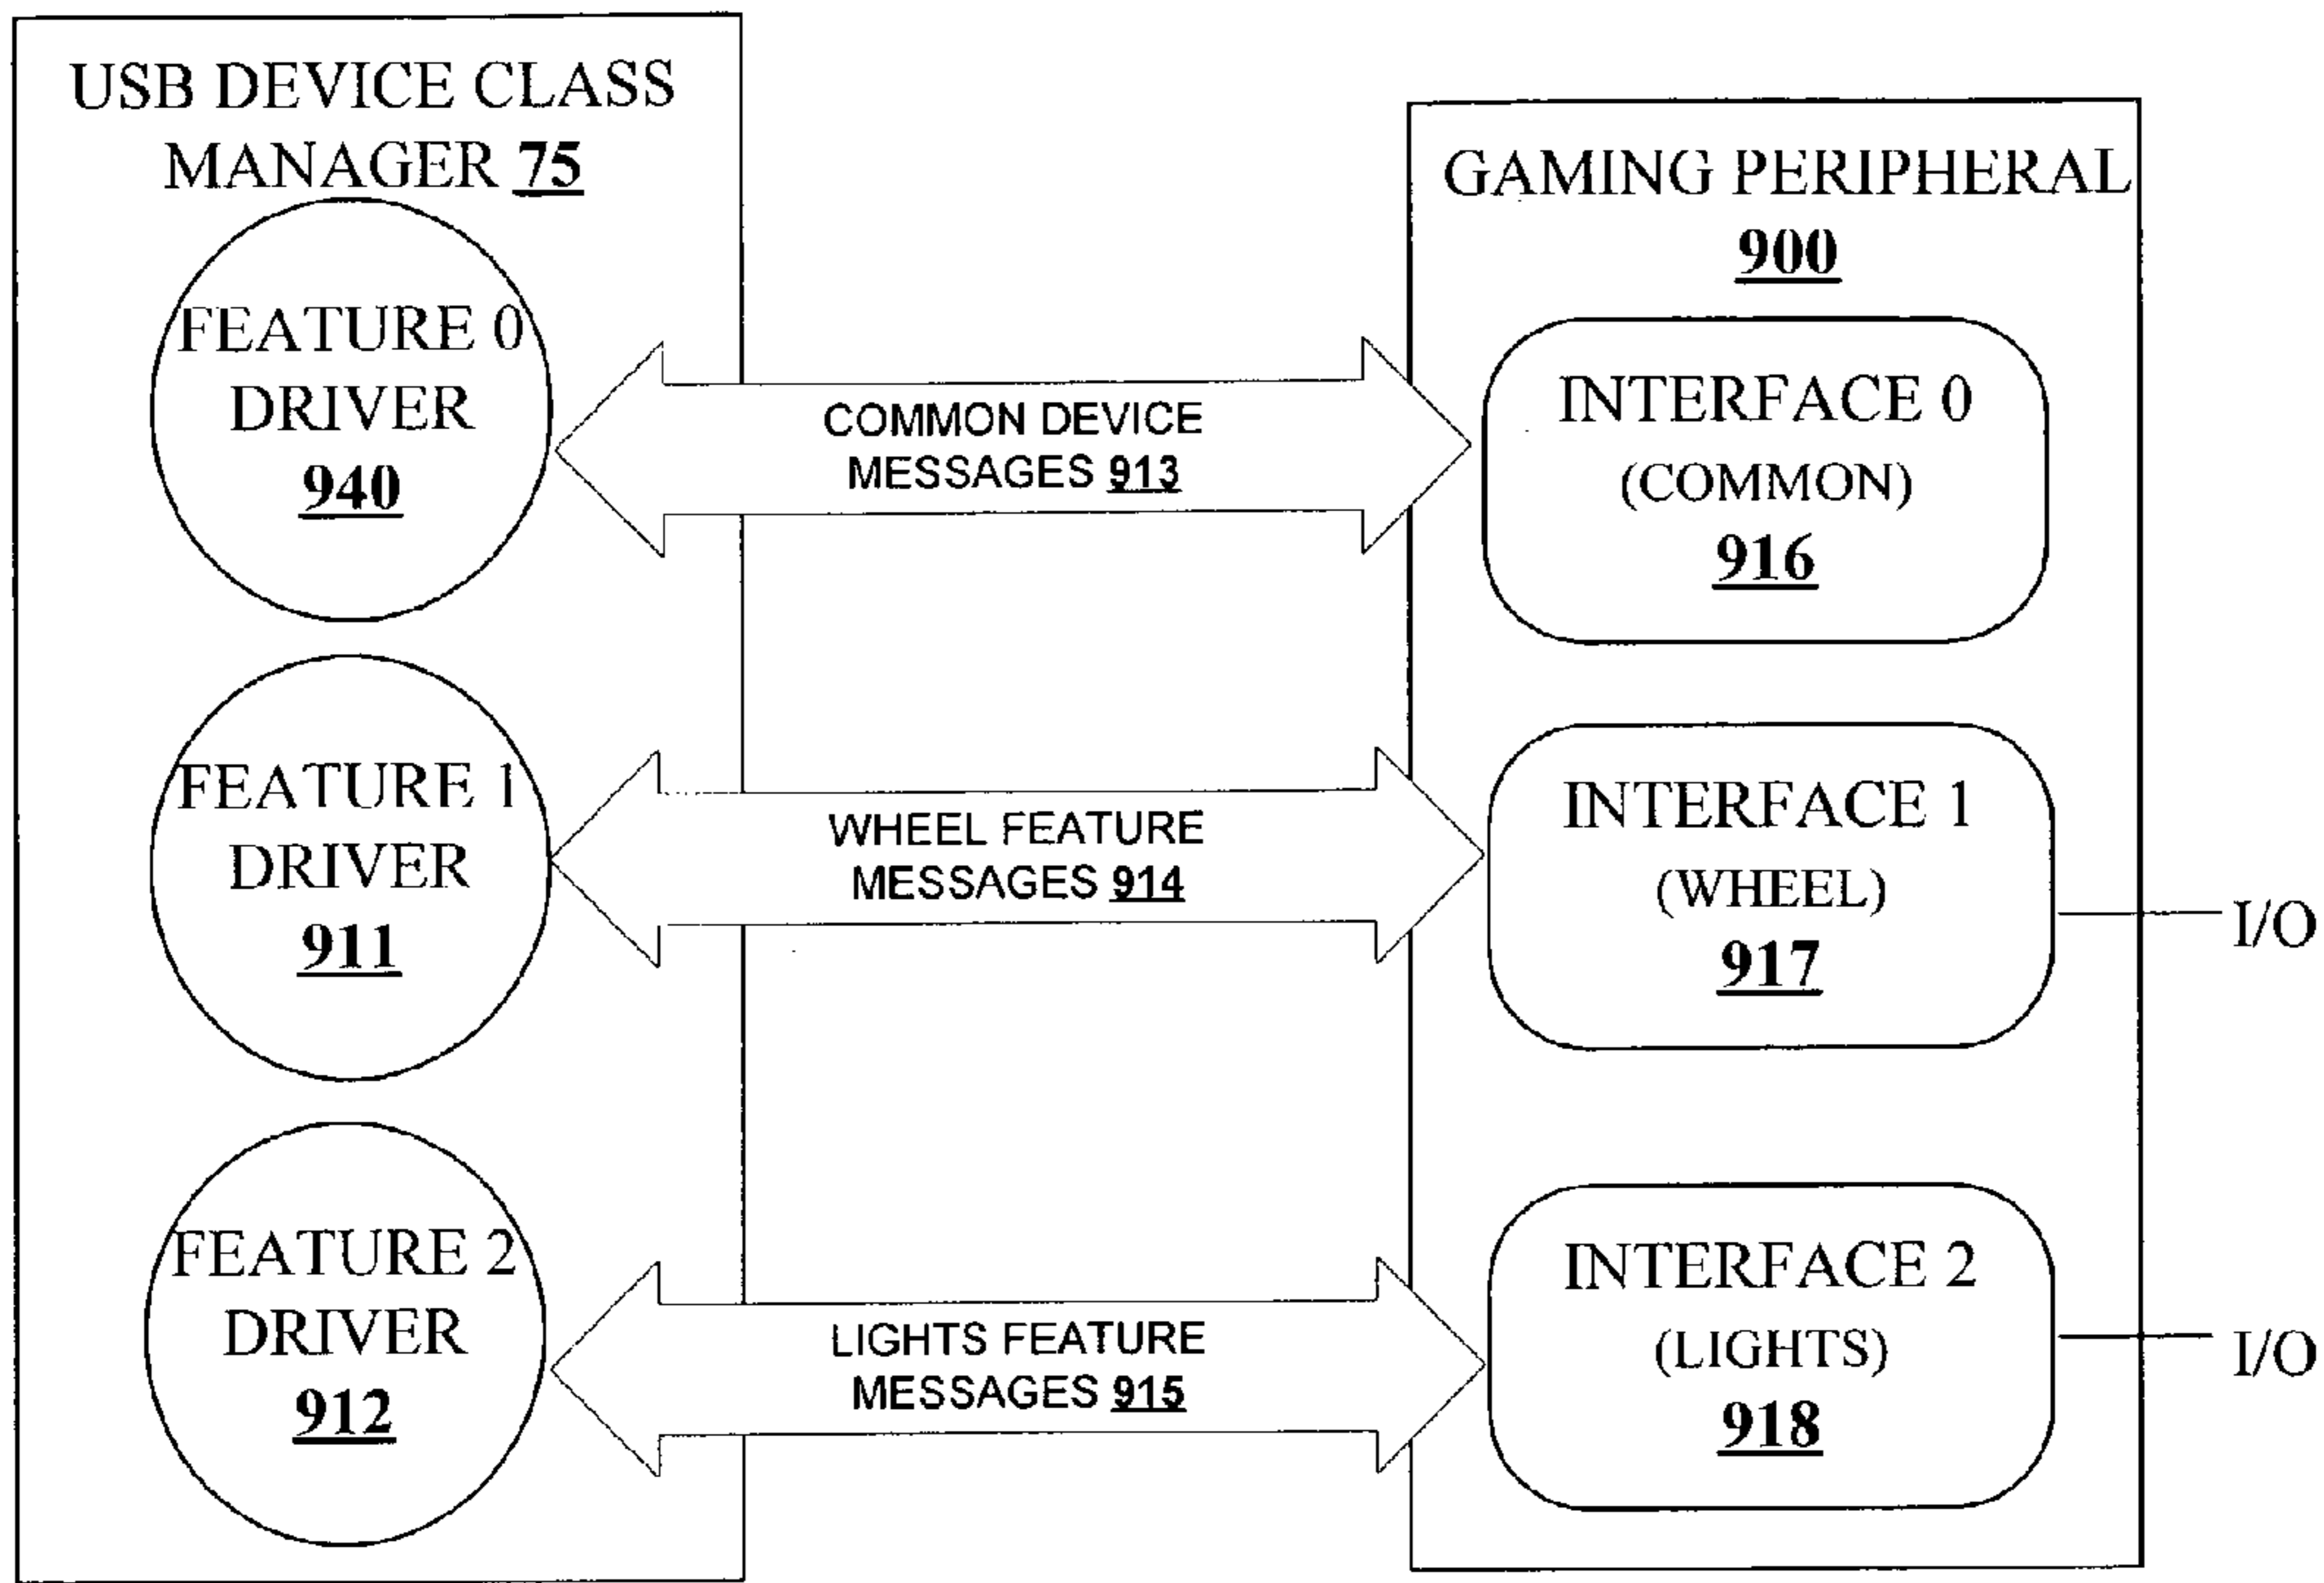 USB DEVICE CLASS
MANAGER 75
FEATURE 0
DRIVER
940
FEATURE 1
DRIVER
911
FEATURE 2
DRIVER
912
COMMON DEVICE
MESSAGES 913
WHEEL FEATURE
MESSAGES 914
LIGHTS FEATURE
MESSAGES 915
GAMING PERIPHERAL
900
INTERFACE 0
(COMMON)
916
INTERFACE 1
(WHEEL)
917
I/O
INTERFACE 2
(LIGHTS)
918
I/O